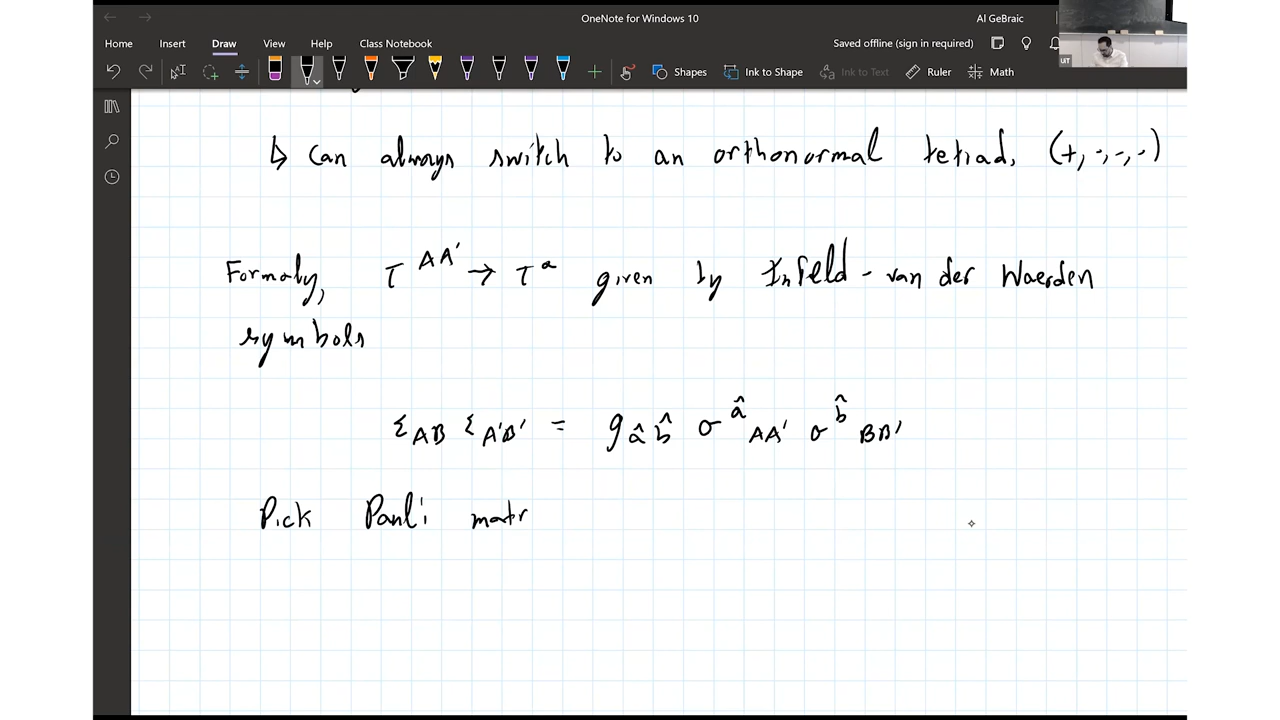 OneNote for Windows 10
Al GeBraic
Home Insert Draw View Help Class Notebook
Saved offline (sign in required)
UiT
Shapes Ink to Shape Ink to Text Ruler Math
↳ can always switch to an orthonormal tetrad. (+,-,-,-)
Formaly, τ^{AA'} → τ^a given by Infeld - van der Waerden
symbols
ε_{AB} ε_{A'B'} = g_{âb̂} σ^{â}_{AA'} σ^{b̂}_{BB'}
Pick Pauli matr